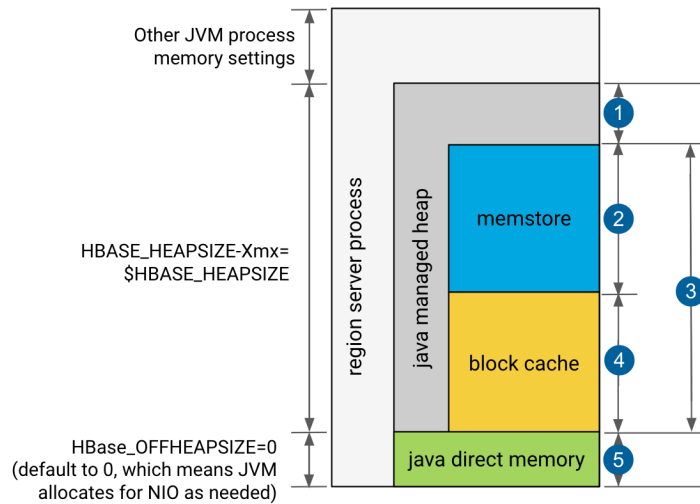 Other JVM process
memory settings
1
memstore
2
HBASE_HEAPSIZE-Xmx=
$HBASE_HEAPSIZE
region server process
java managed heap
3
block cache
4
HBase_OFFHEAPSIZE=0
(default to 0, which means JVM
allocates for NIO as needed)
java direct memory
5